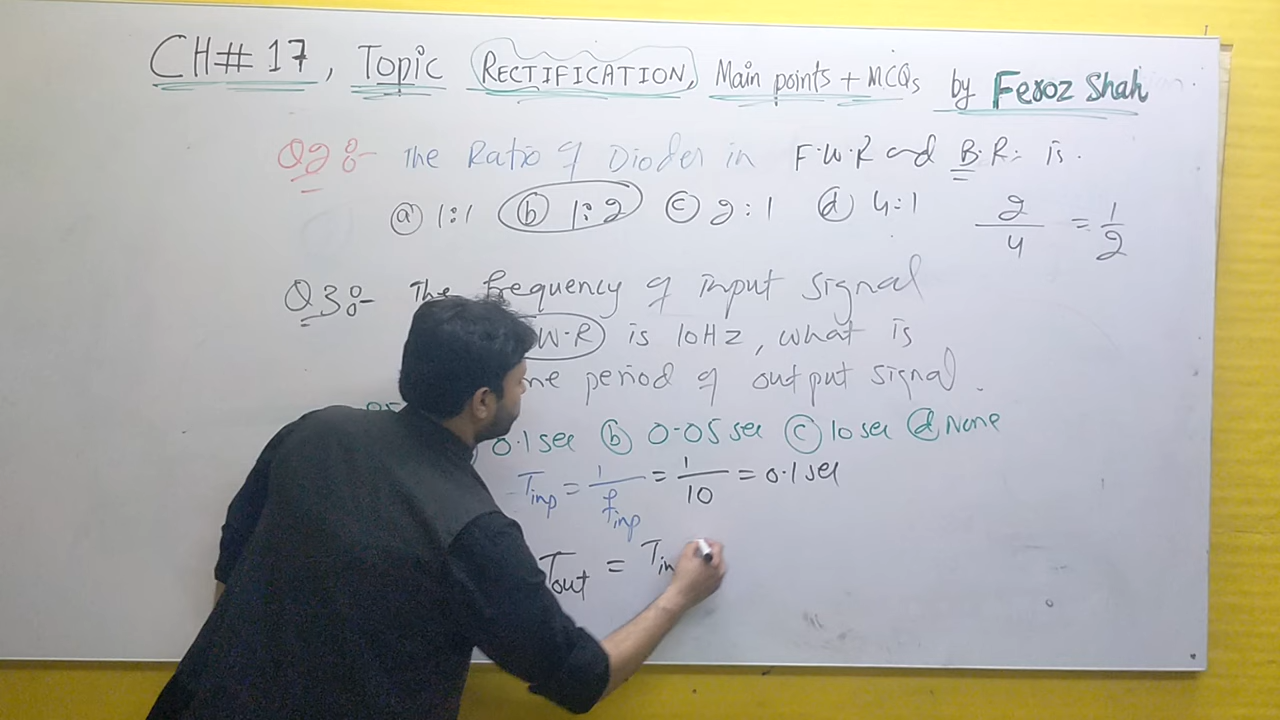 CH# 17, Topic RECTIFICATION, Main points + MCQs by Feroz Shah
Q2:- The Ratio of Diodes in F.W.R and B.R: is.
(a) 1:1 (b) 1:2 (c) 2:1 (d) 4:1
2/4 = 1/2
Q3:- The frequency of input signal
W.R is 10Hz, what is
period of output signal.
0.1 sec (b) 0.05 sec (c) 10 sec (d) None
Tinp = 1/finp = 1/10 = 0.1 sec
Tout = Tin